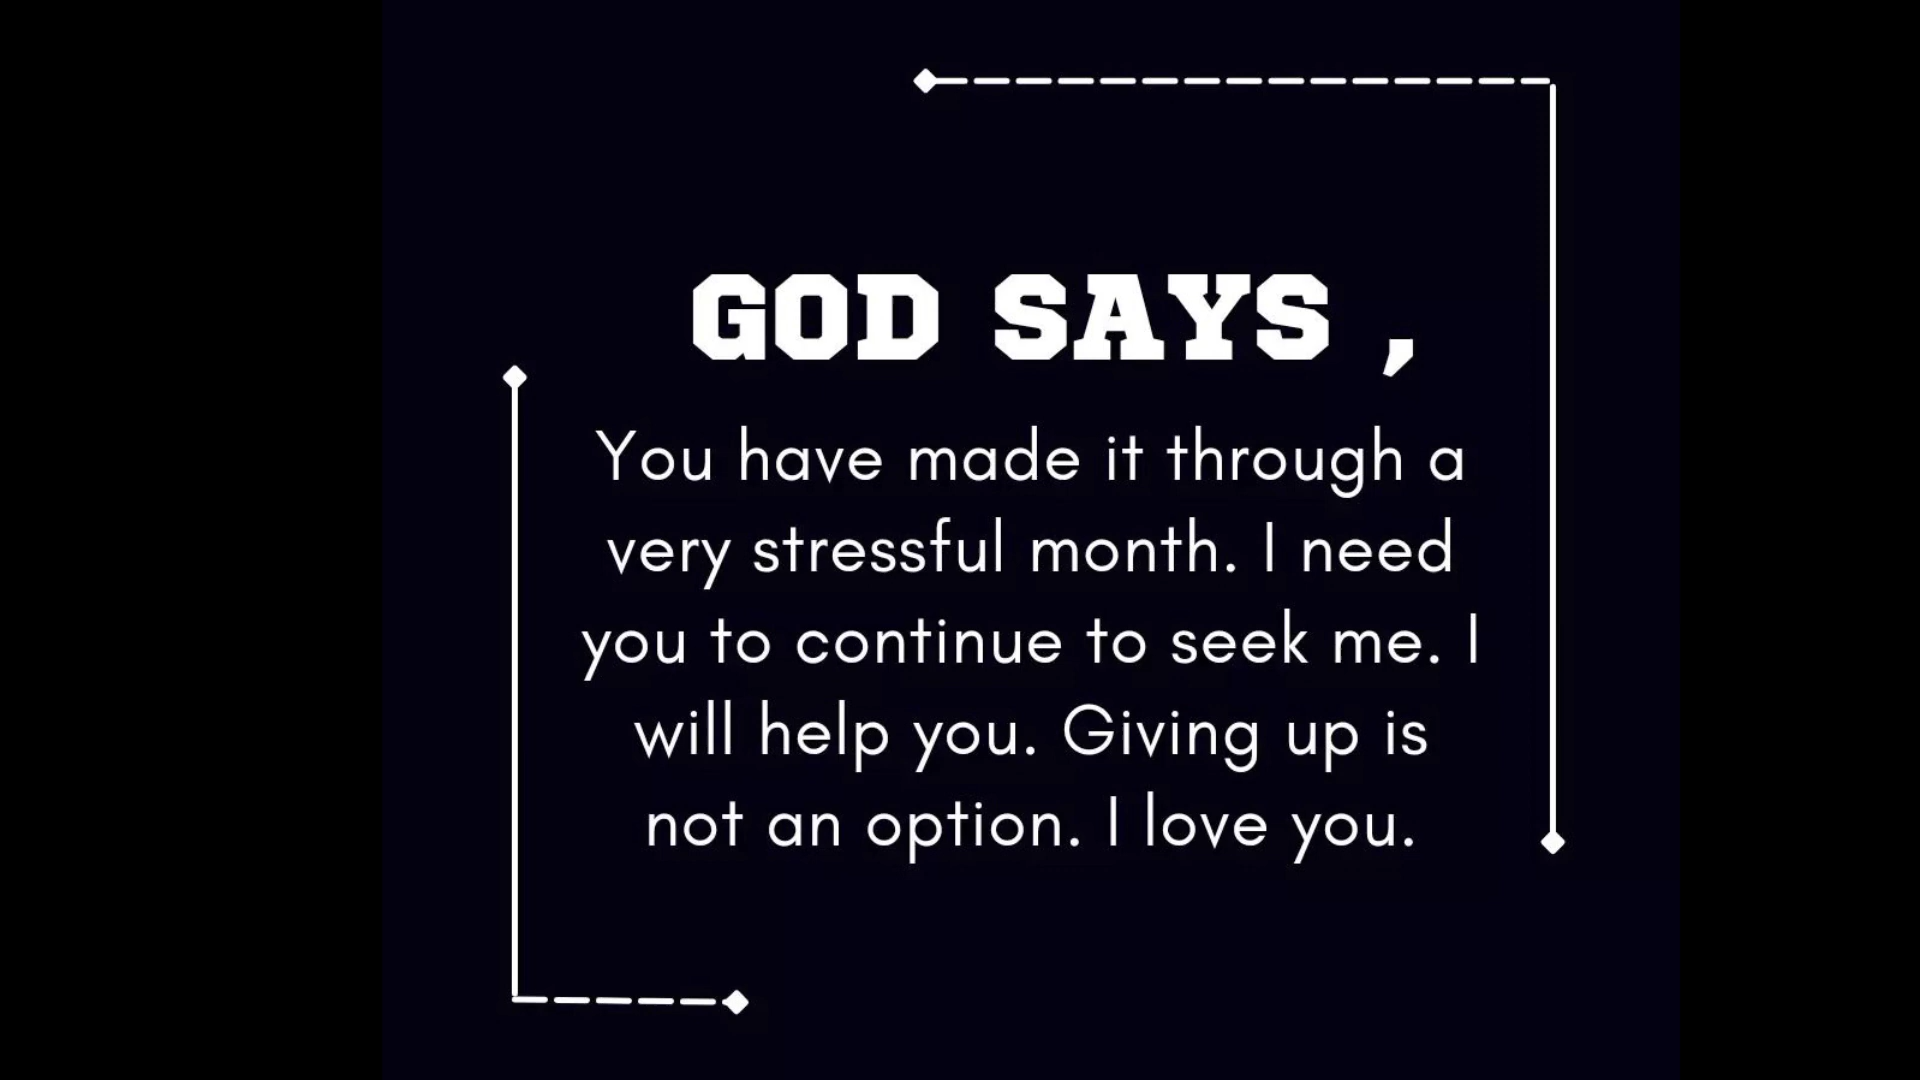 GOD SAYS ,
You have made it through a
very stressful month. I need
you to continue to seek me. I
will help you. Giving up is
not an option. I love you.